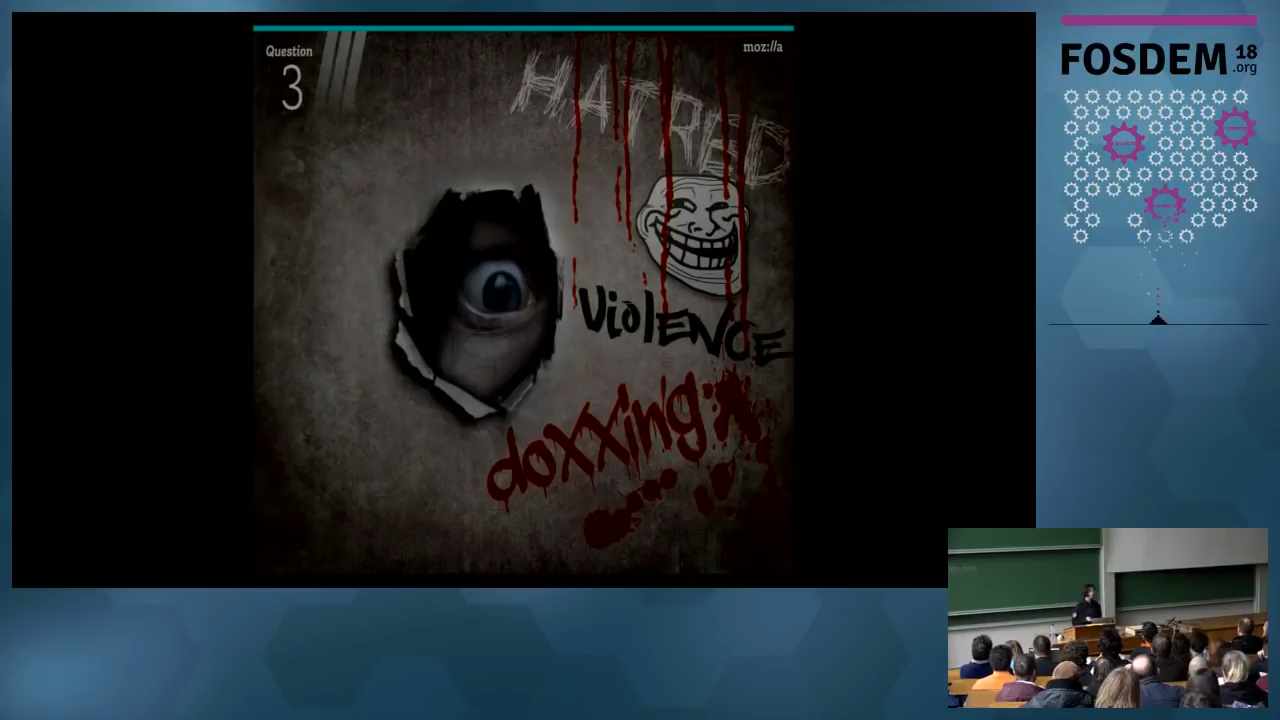 Question
3
moz://a
HATRED
ViolENCE
doxxing
FOSDEM 18
.org